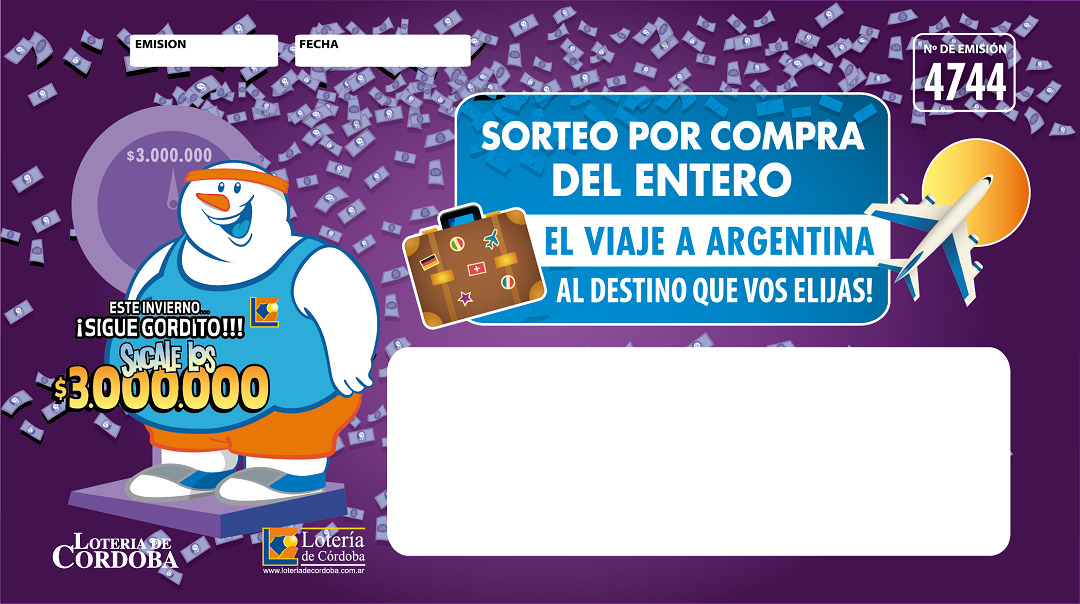 EMISION
FECHA
Nº DE EMISIÓN
4744
SORTEO POR COMPRA
DEL ENTERO
EL VIAJE A ARGENTINA
AL DESTINO QUE VOS ELIJAS!
$3.000.000
ESTE INVIERNO...
¡SIGUE GORDITO!!!
SACALE LOS
$3.000.000
LOTERIA DE
CORDOBA
Lotería
de Córdoba
www.loteriadecordoba.com.ar